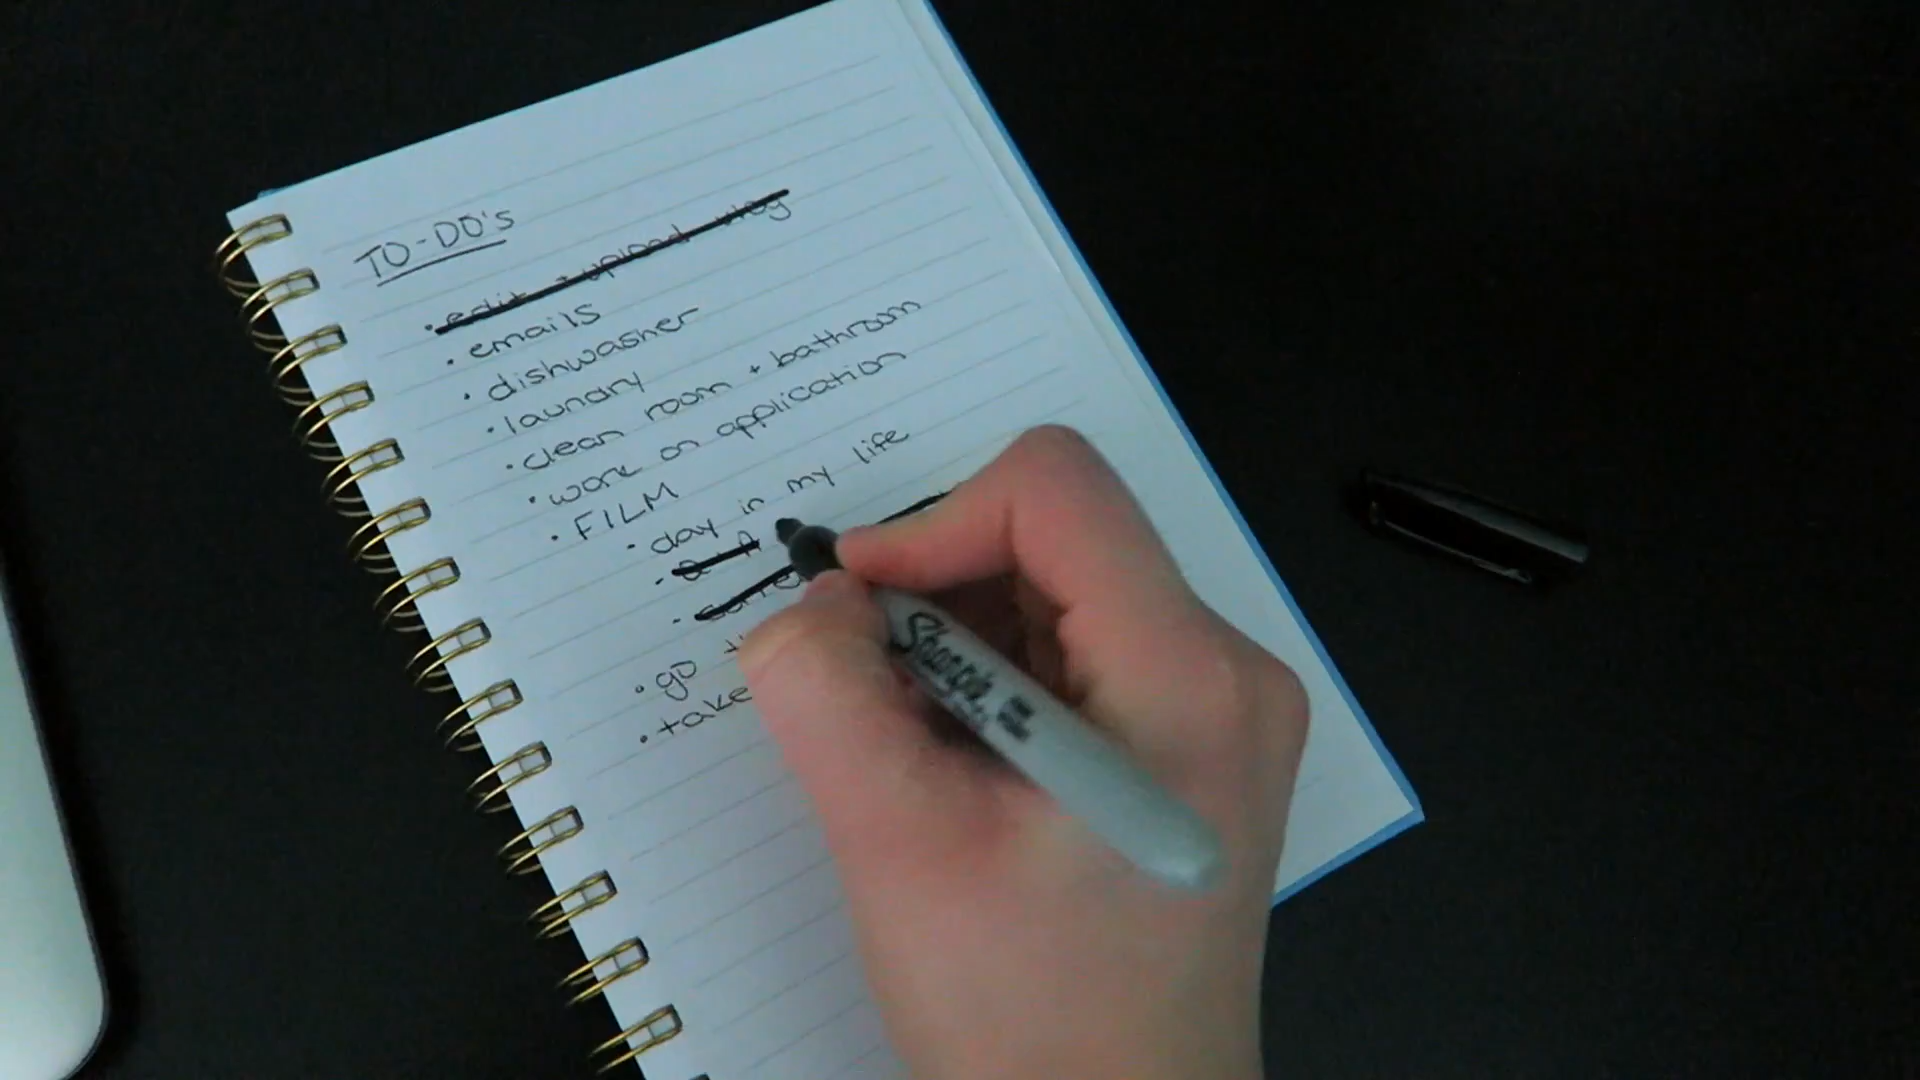 TO-DO's
• edit + upload vlog
• emails
• dishwasher
• laundry
• clean room + bathroom
• work on application
• FILM
• day in my life
• Q + A
• go
• take
Sharpie